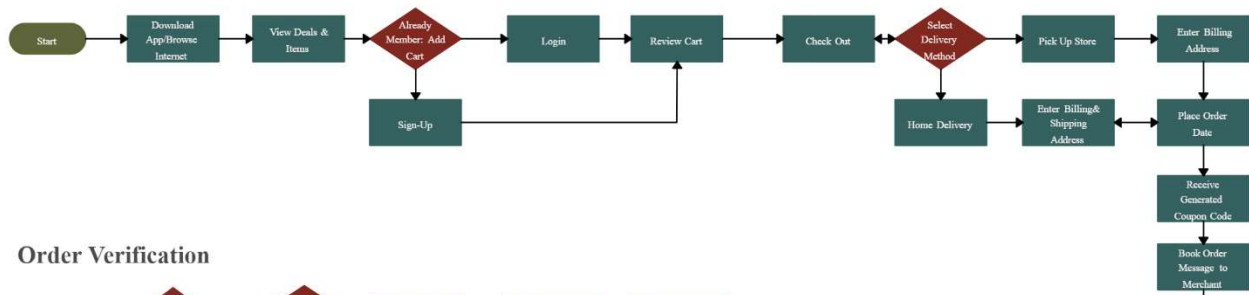 Start
Download
App/Browse
Internet
View Deals &
Items
Already
Member: Add
Cart
Login
Review Cart
Check Out
Select
Delivery
Method
Pick Up Store
Enter Billing
Address
Sign-Up
Home Delivery
Enter Billing&
Shipping
Address
Place Order
Date
Receive
Generated
Coupon Code
Order Verification
Book Order
Message to
Merchant